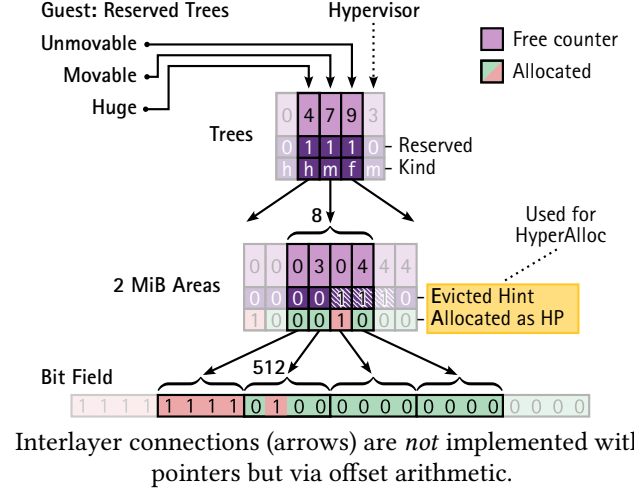 Guest: Reserved Trees
Hypervisor
Unmovable
Movable
Huge
Free counter
Allocated
Trees
0 4 7 9 3
0 1 1 1 0
h h m f m
Reserved
Kind
8
Used for
HyperAlloc
2 MiB Areas
0 0 0 3 0 4 4 4
0 0 0 0 1 1 1 0
1 0 0 0 1 0 0 0
Evicted Hint
Allocated as HP
512
Bit Field
1 1 1 1 1 1 1 1 0 1 0 0 0 0 0 0 0 0 0 0 0 0 0 0
Interlayer connections (arrows) are not implemented with
pointers but via offset arithmetic.